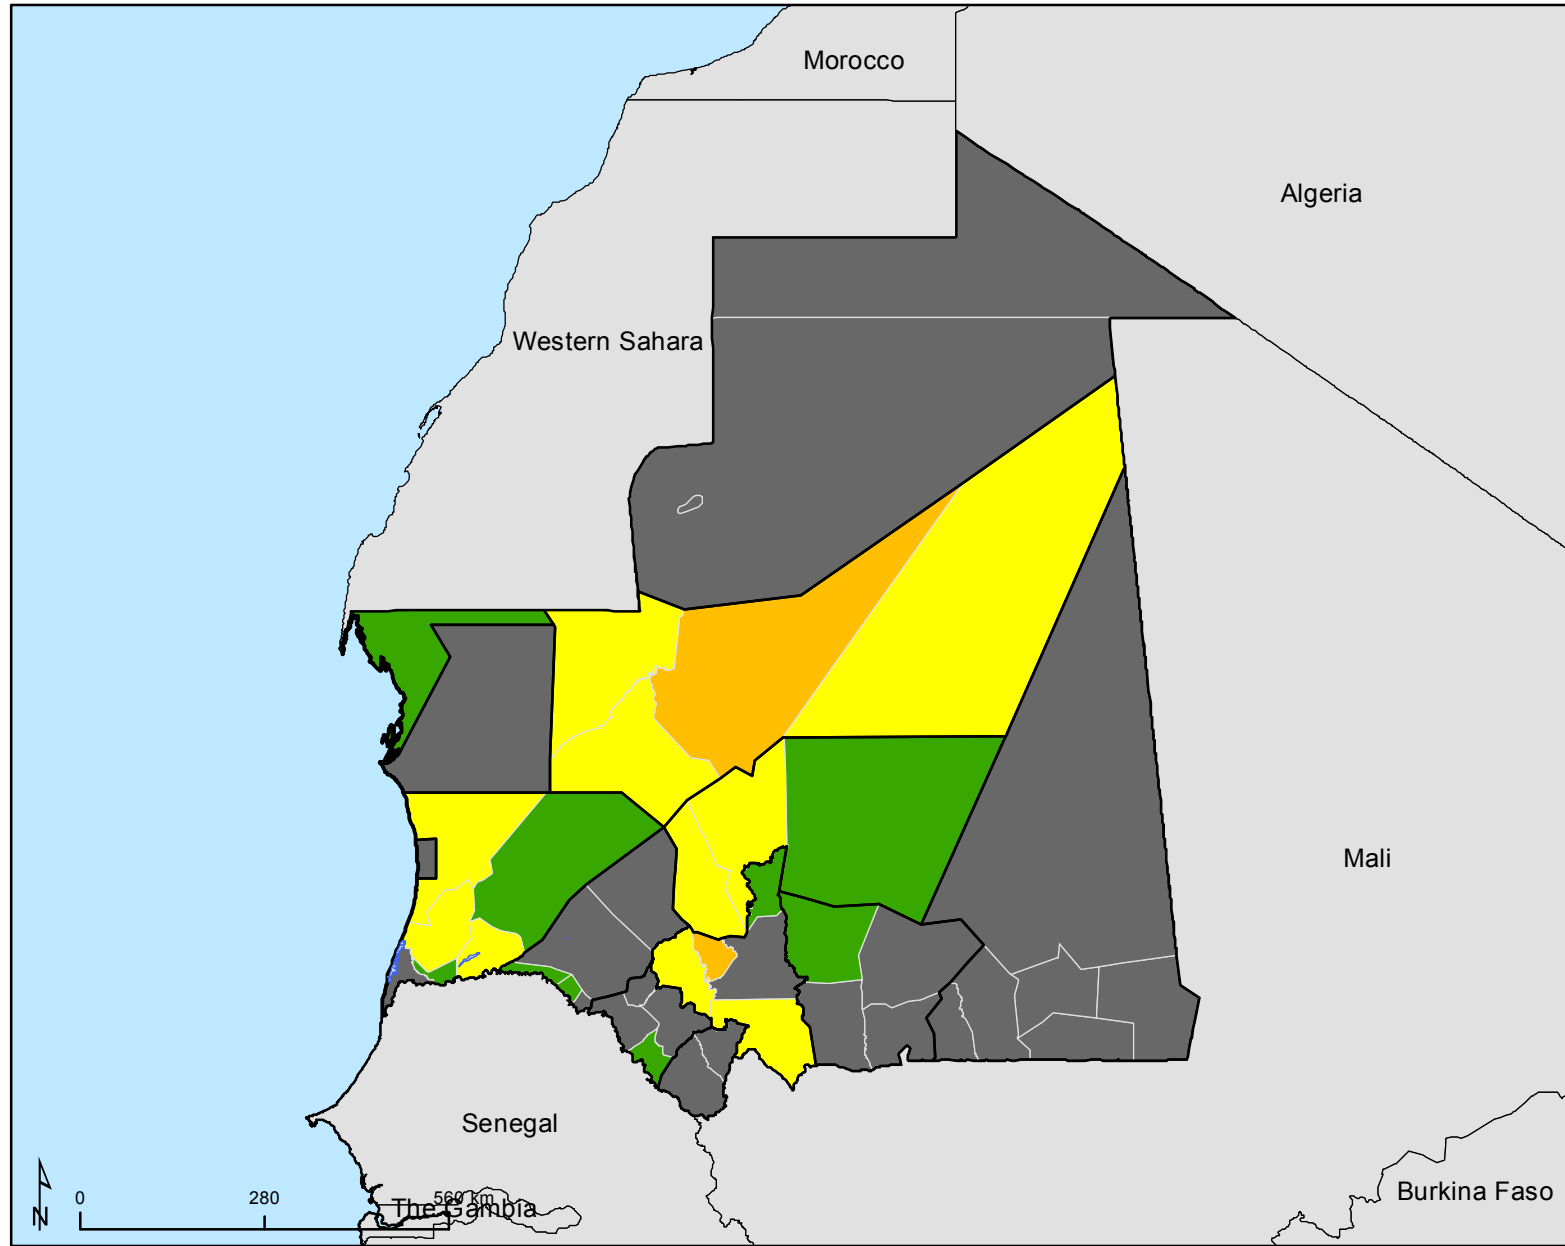 Morocco
Algeria
Western Sahara
Mali
Senegal
Burkina Faso
The Gambia
0 280 560 km
N